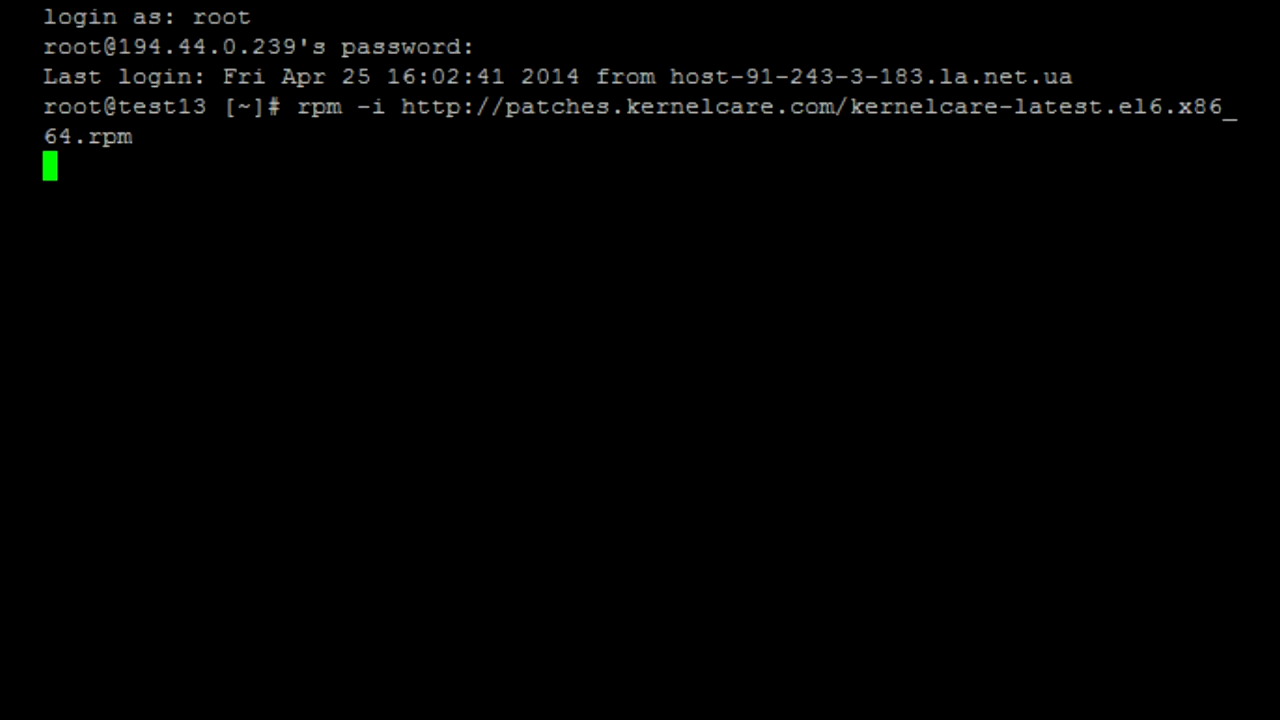 login as: root
root@194.44.0.239's password:
Last login: Fri Apr 25 16:02:41 2014 from host-91-243-3-183.la.net.ua
root@test13 [~]# rpm -i http://patches.kernelcare.com/kernelcare-latest.el6.x86_
64.rpm